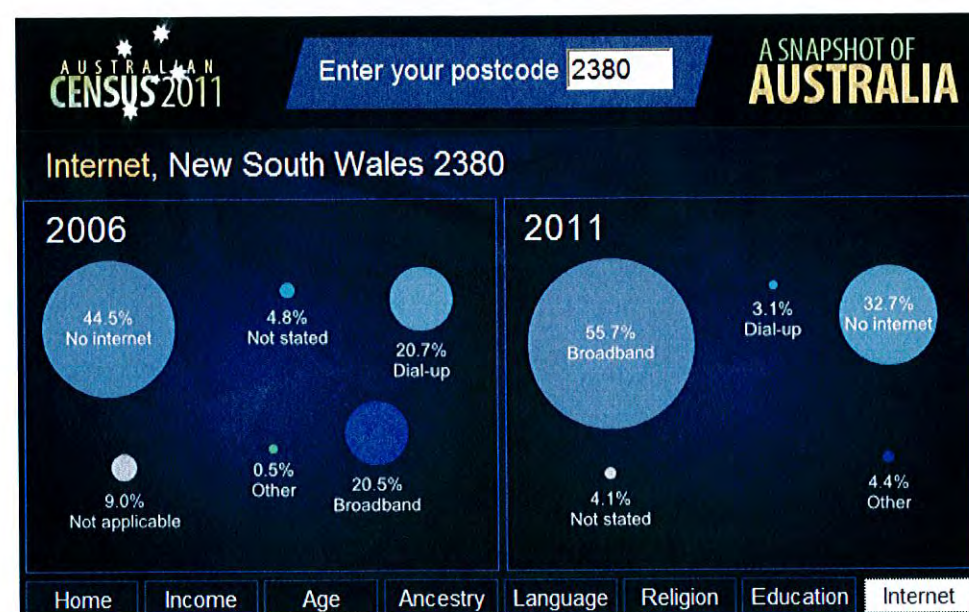 AUSTRALIAN
CENSUS 2011
Enter your postcode 2380
A SNAPSHOT OF
AUSTRALIA
Internet, New South Wales 2380
2006
44.5%
No internet
4.8%
Not stated
20.7%
Dial-up
9.0%
Not applicable
0.5%
Other
20.5%
Broadband
2011
55.7%
Broadband
3.1%
Dial-up
32.7%
No internet
4.1%
Not stated
4.4%
Other
Home Income Age Ancestry Language Religion Education Internet